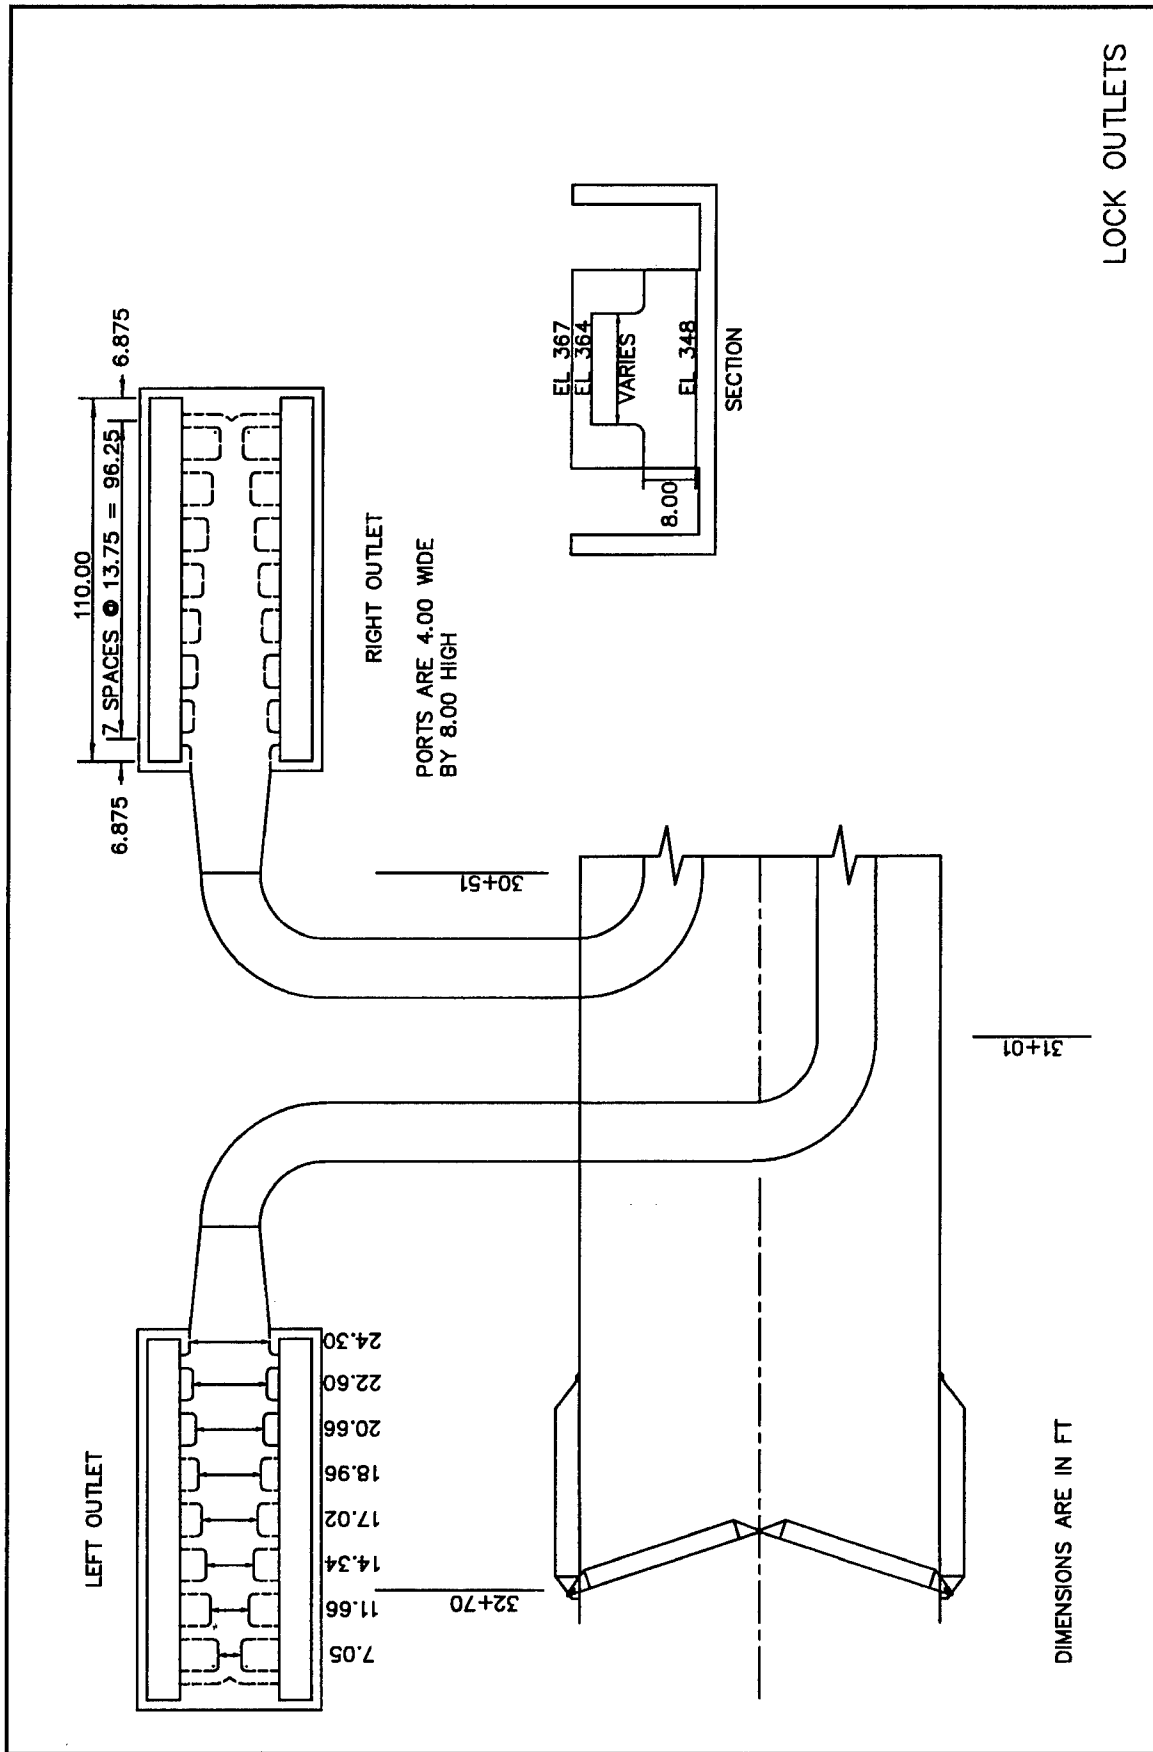 LEFT OUTLET
7.05
11.66
14.34
17.02
18.96
20.66
22.60
24.30
6.875
110.00
7 SPACES @ 13.75 = 96.25
6.875
RIGHT OUTLET
PORTS ARE 4.00 WIDE
BY 8.00 HIGH
32+70
30+51
31+01
EL 367
EL 364
VARIES
EL 348
8.00
SECTION
DIMENSIONS ARE IN FT
LOCK OUTLETS